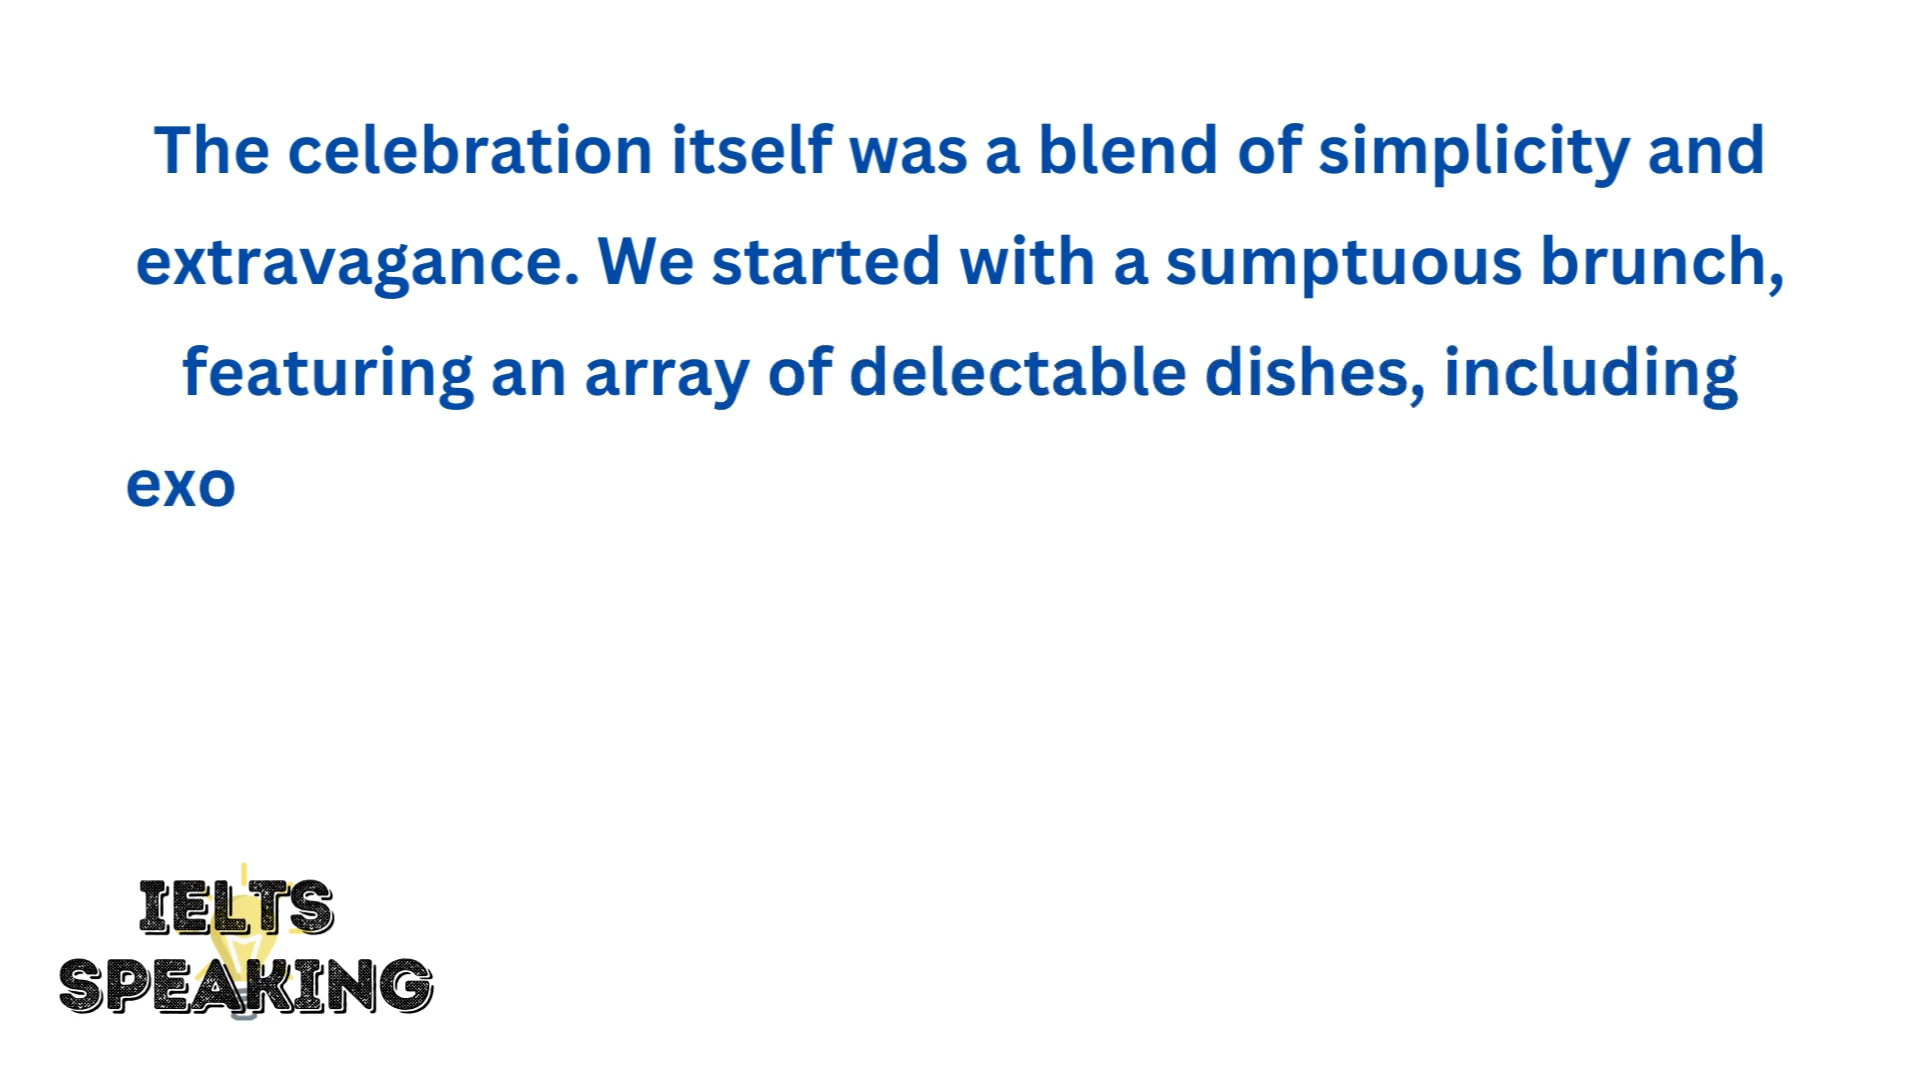 The celebration itself was a blend of simplicity and
extravagance. We started with a sumptuous brunch,
featuring an array of delectable dishes, including
exo
IELTS
SPEAKING